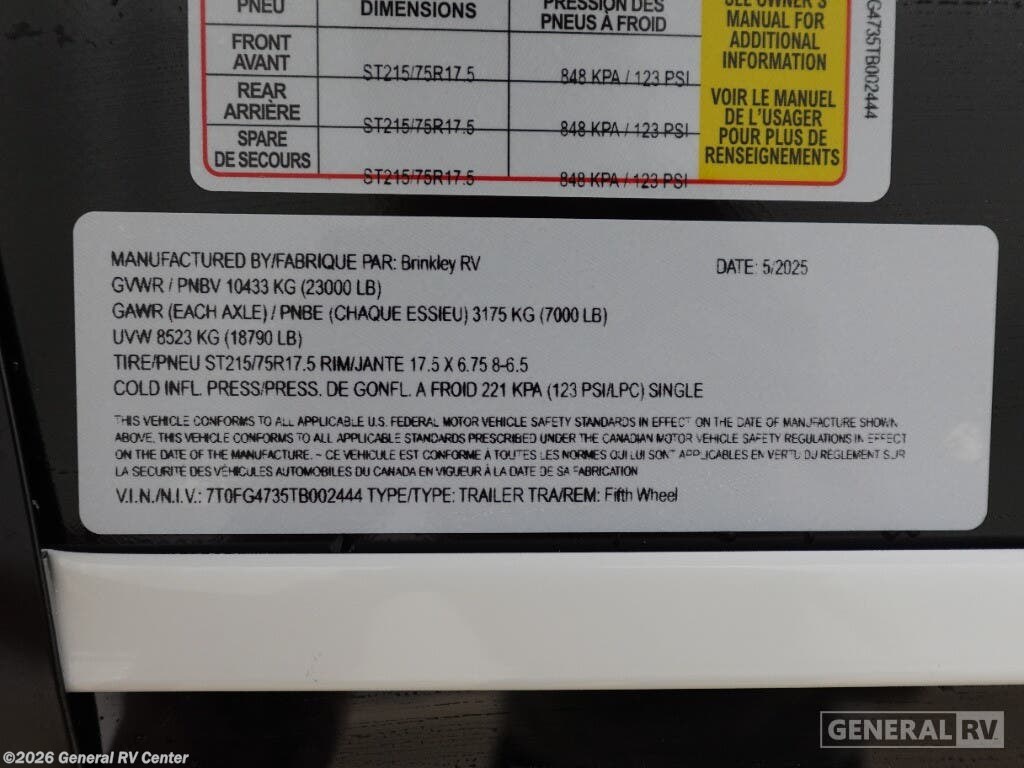 PNEU DIMENSIONS PRESSION DES
PNEUS À FROID
FRONT
AVANT ST215/75R17.5 848 KPA / 123 PSI
REAR
ARRIÈRE ST215/75R17.5 848 KPA / 123 PSI
SPARE
DE SECOURS ST215/75R17.5 848 KPA / 123 PSI
SEE OWNER'S
MANUAL FOR
ADDITIONAL
INFORMATION
VOIR LE MANUEL
DE L'USAGER
POUR PLUS DE
RENSEIGNEMENTS
FG4735TB002444
MANUFACTURED BY/FABRIQUE PAR: Brinkley RV DATE: 5/2025
GVWR / PNBV 10433 KG (23000 LB)
GAWR (EACH AXLE) / PNBE (CHAQUE ESSIEU) 3175 KG (7000 LB)
UVW 8523 KG (18790 LB)
TIRE/PNEU ST215/75R17.5 RIM/JANTE 17.5 X 6.75 8-6.5
COLD INFL. PRESS/PRESS. DE GONFL. A FROID 221 KPA (123 PSI/LPC) SINGLE
THIS VEHICLE CONFORMS TO ALL APPLICABLE U.S. FEDERAL MOTOR VEHICLE SAFETY STANDARDS IN EFFECT ON THE DATE OF MANUFACTURE SHOWN
ABOVE. THIS VEHICLE CONFORMS TO ALL APPLICABLE STANDARDS PRESCRIBED UNDER THE CANADIAN MOTOR VEHICLE SAFETY REGULATIONS IN EFFECT
ON THE DATE OF THE MANUFACTURE. ~ CE VEHICULE EST CONFORME À TOUTES LES NORMES QUI LUI SONT APPLICABLES EN VERTU DU RÈGLEMENT SUR
LA SECURITÉ DES VÉHICULES AUTOMOBILES DU CANADA EN VIGUEUR À LA DATE DE SA FABRICATION
V.I.N./N.I.V.: 7T0FG4735TB002444 TYPE/TYPE: TRAILER TRA/REM: Fifth Wheel
GENERAL RV
©2026 General RV Center